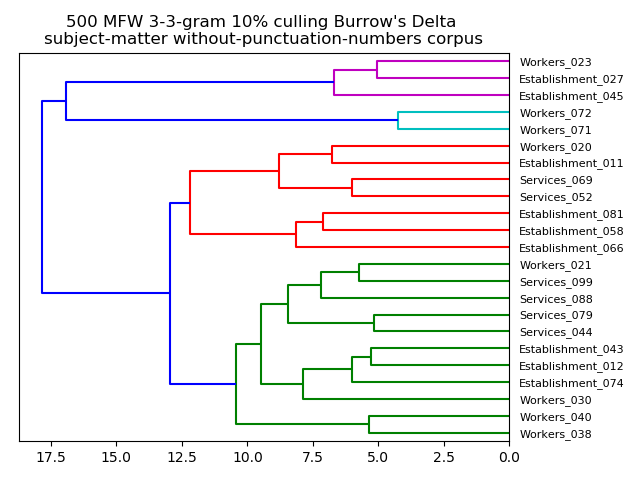 500 MFW 3-3-gram 10% culling Burrow's Delta
subject-matter without-punctuation-numbers corpus
Workers_023
Establishment_027
Establishment_045
Workers_072
Workers_071
Workers_020
Establishment_011
Services_069
Services_052
Establishment_081
Establishment_058
Establishment_066
Workers_021
Services_099
Services_088
Services_079
Services_044
Establishment_043
Establishment_012
Establishment_074
Workers_030
Workers_040
Workers_038
17.5 15.0 12.5 10.0 7.5 5.0 2.5 0.0